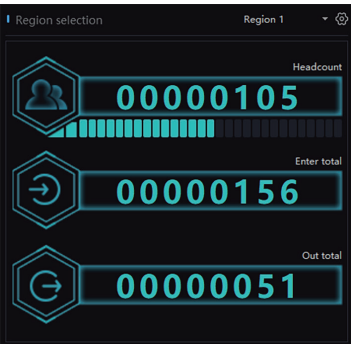 Region selection Region 1
Headcount
00000105
Enter total
00000156
Out total
00000051